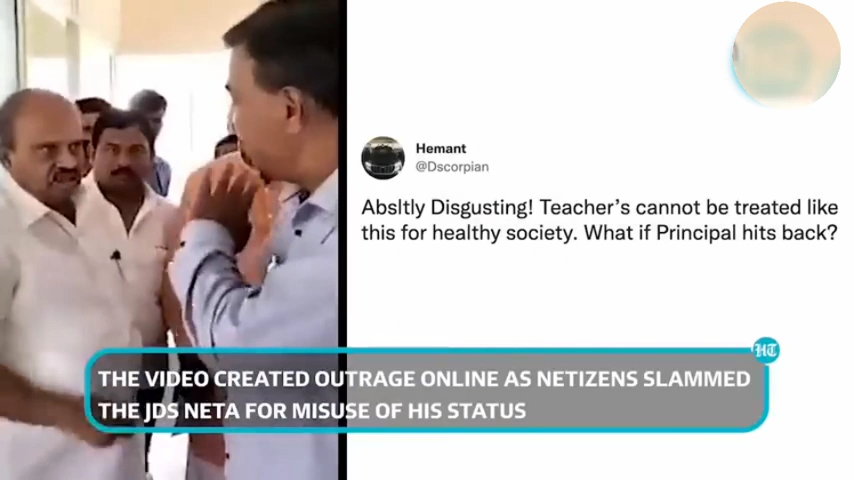 Hemant
@Dscorpian
Absltly Disgusting! Teacher's cannot be treated like
this for healthy society. What if Principal hits back?
HT
THE VIDEO CREATED OUTRAGE ONLINE AS NETIZENS SLAMMED
THE JDS NETA FOR MISUSE OF HIS STATUS